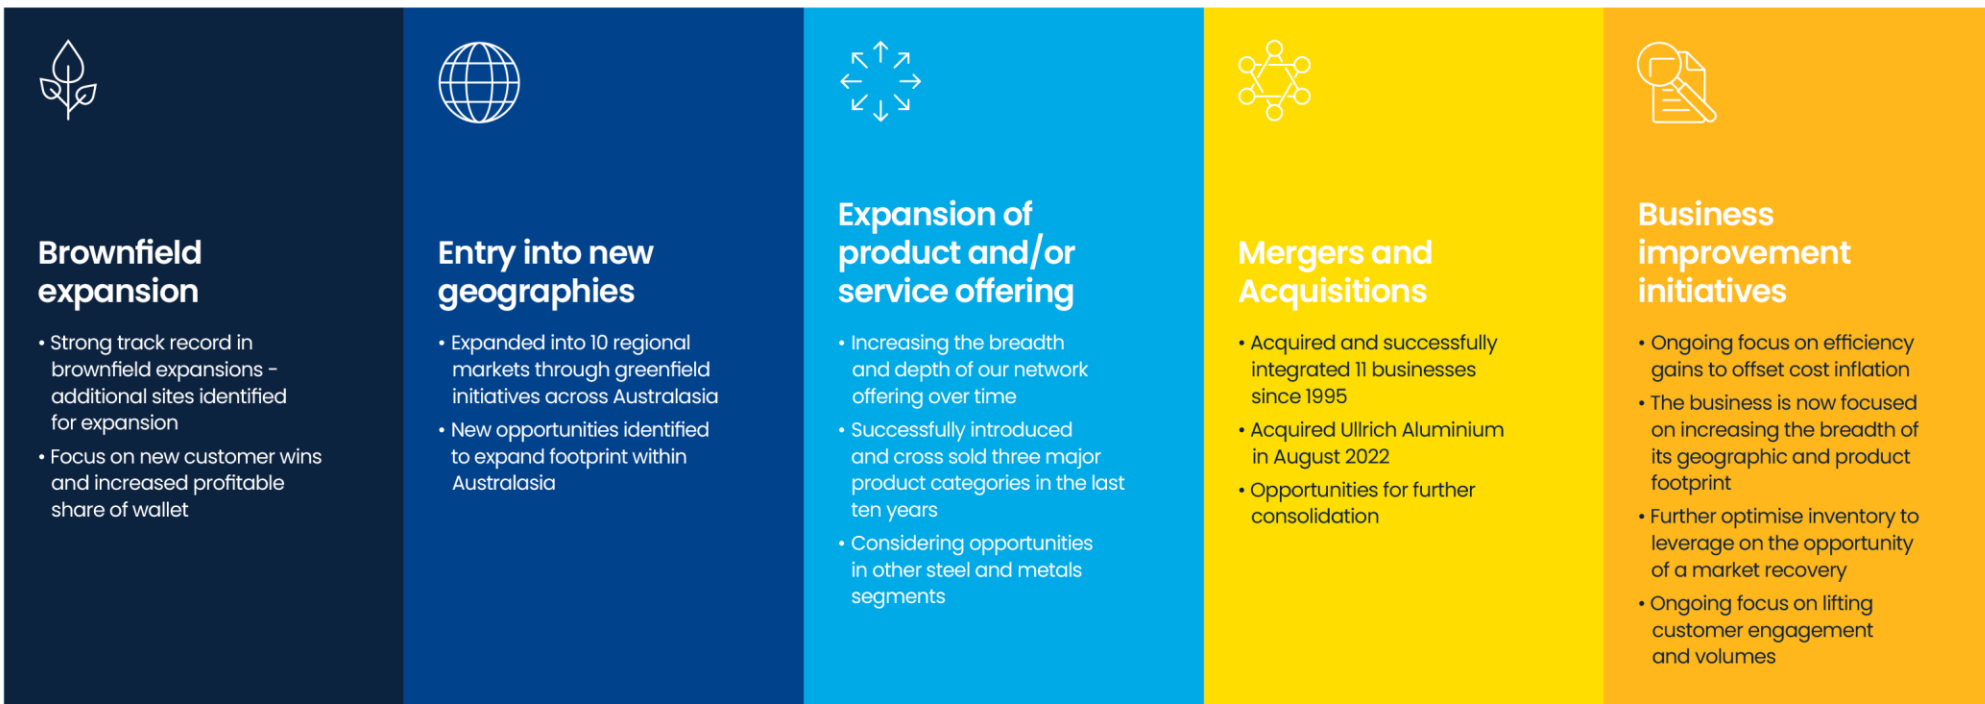 Brownfield
expansion
• Strong track record in
brownfield expansions -
additional sites identified
for expansion
• Focus on new customer wins
and increased profitable
share of wallet
Entry into new
geographies
• Expanded into 10 regional
markets through greenfield
initiatives across Australasia
• New opportunities identified
to expand footprint within
Australasia
Expansion of
product and/or
service offering
• Increasing the breadth
and depth of our network
offering over time
• Successfully introduced
and cross sold three major
product categories in the last
ten years
• Considering opportunities
in other steel and metals
segments
Mergers and
Acquisitions
• Acquired and successfully
integrated 11 businesses
since 1995
• Acquired Ullrich Aluminium
in August 2022
• Opportunities for further
consolidation
Business
improvement
initiatives
• Ongoing focus on efficiency
gains to offset cost inflation
• The business is now focused
on increasing the breadth of
its geographic and product
footprint
• Further optimise inventory to
leverage on the opportunity
of a market recovery
• Ongoing focus on lifting
customer engagement
and volumes